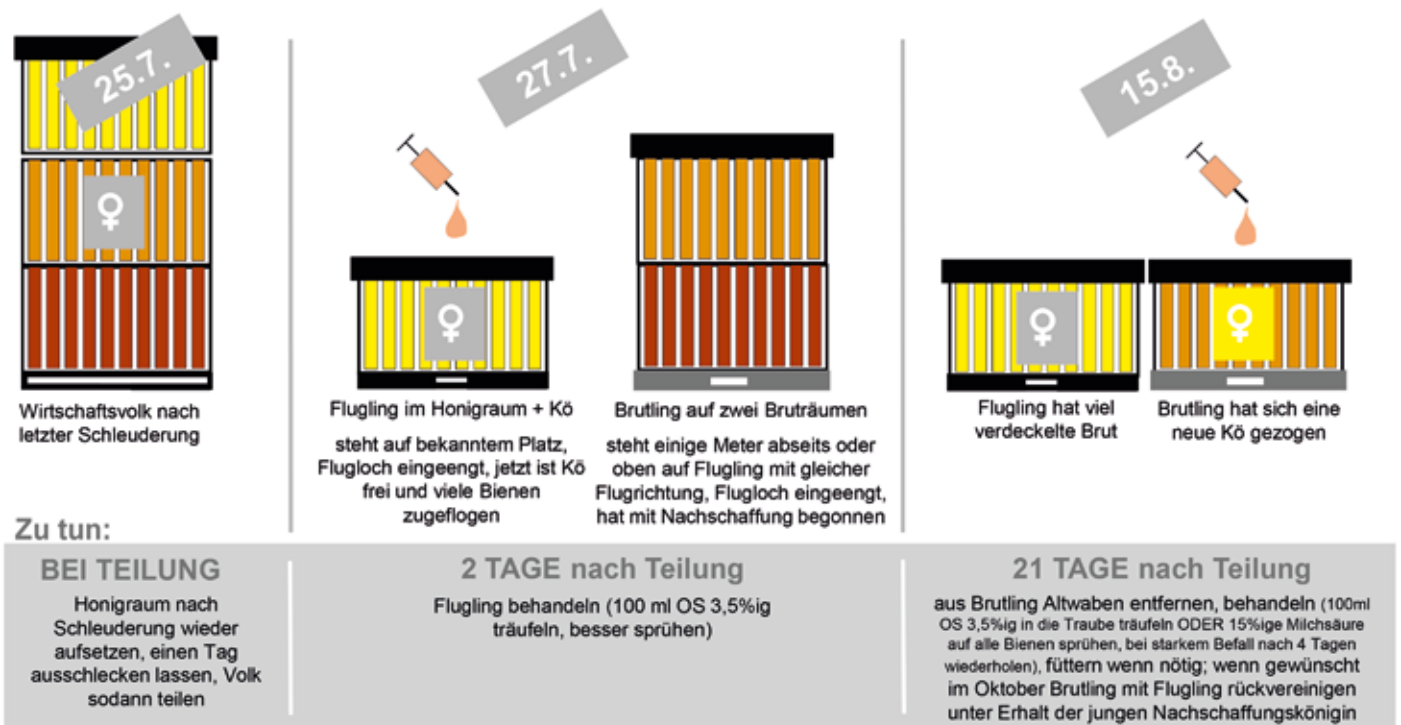 25.7.
Wirtschaftsvolk nach
letzter Schleuderung
27.7.
Flugling im Honigraum + Kö
steht auf bekanntem Platz,
Flugloch eingeengt, jetzt ist Kö
frei und viele Bienen
zugeflogen
Brutling auf zwei Bruträumen
steht einige Meter abseits oder
oben auf Flugling mit gleicher
Flugrichtung, Flugloch eingeengt,
hat mit Nachschaffung begonnen
15.8.
Flugling hat viel
verdeckelte Brut
Brutling hat sich eine
neue Kö gezogen
Zu tun:
BEI TEILUNG
Honigraum nach
Schleuderung wieder
aufsetzen, einen Tag
ausschlecken lassen, Volk
sodann teilen
2 TAGE nach Teilung
Flugling behandeln (100 ml OS 3,5%ig
träufeln, besser sprühen)
21 TAGE nach Teilung
aus Brutling Altwaben entfernen, behandeln (100ml
OS 3,5%ig in die Traube träufeln ODER 15%ige Milchsäure
auf alle Bienen sprühen, bei starkem Befall nach 4 Tagen
wiederholen), füttern wenn nötig; wenn gewünscht
im Oktober Brutling mit Flugling rückvereinigen
unter Erhalt der jungen Nachschaffungskönigin